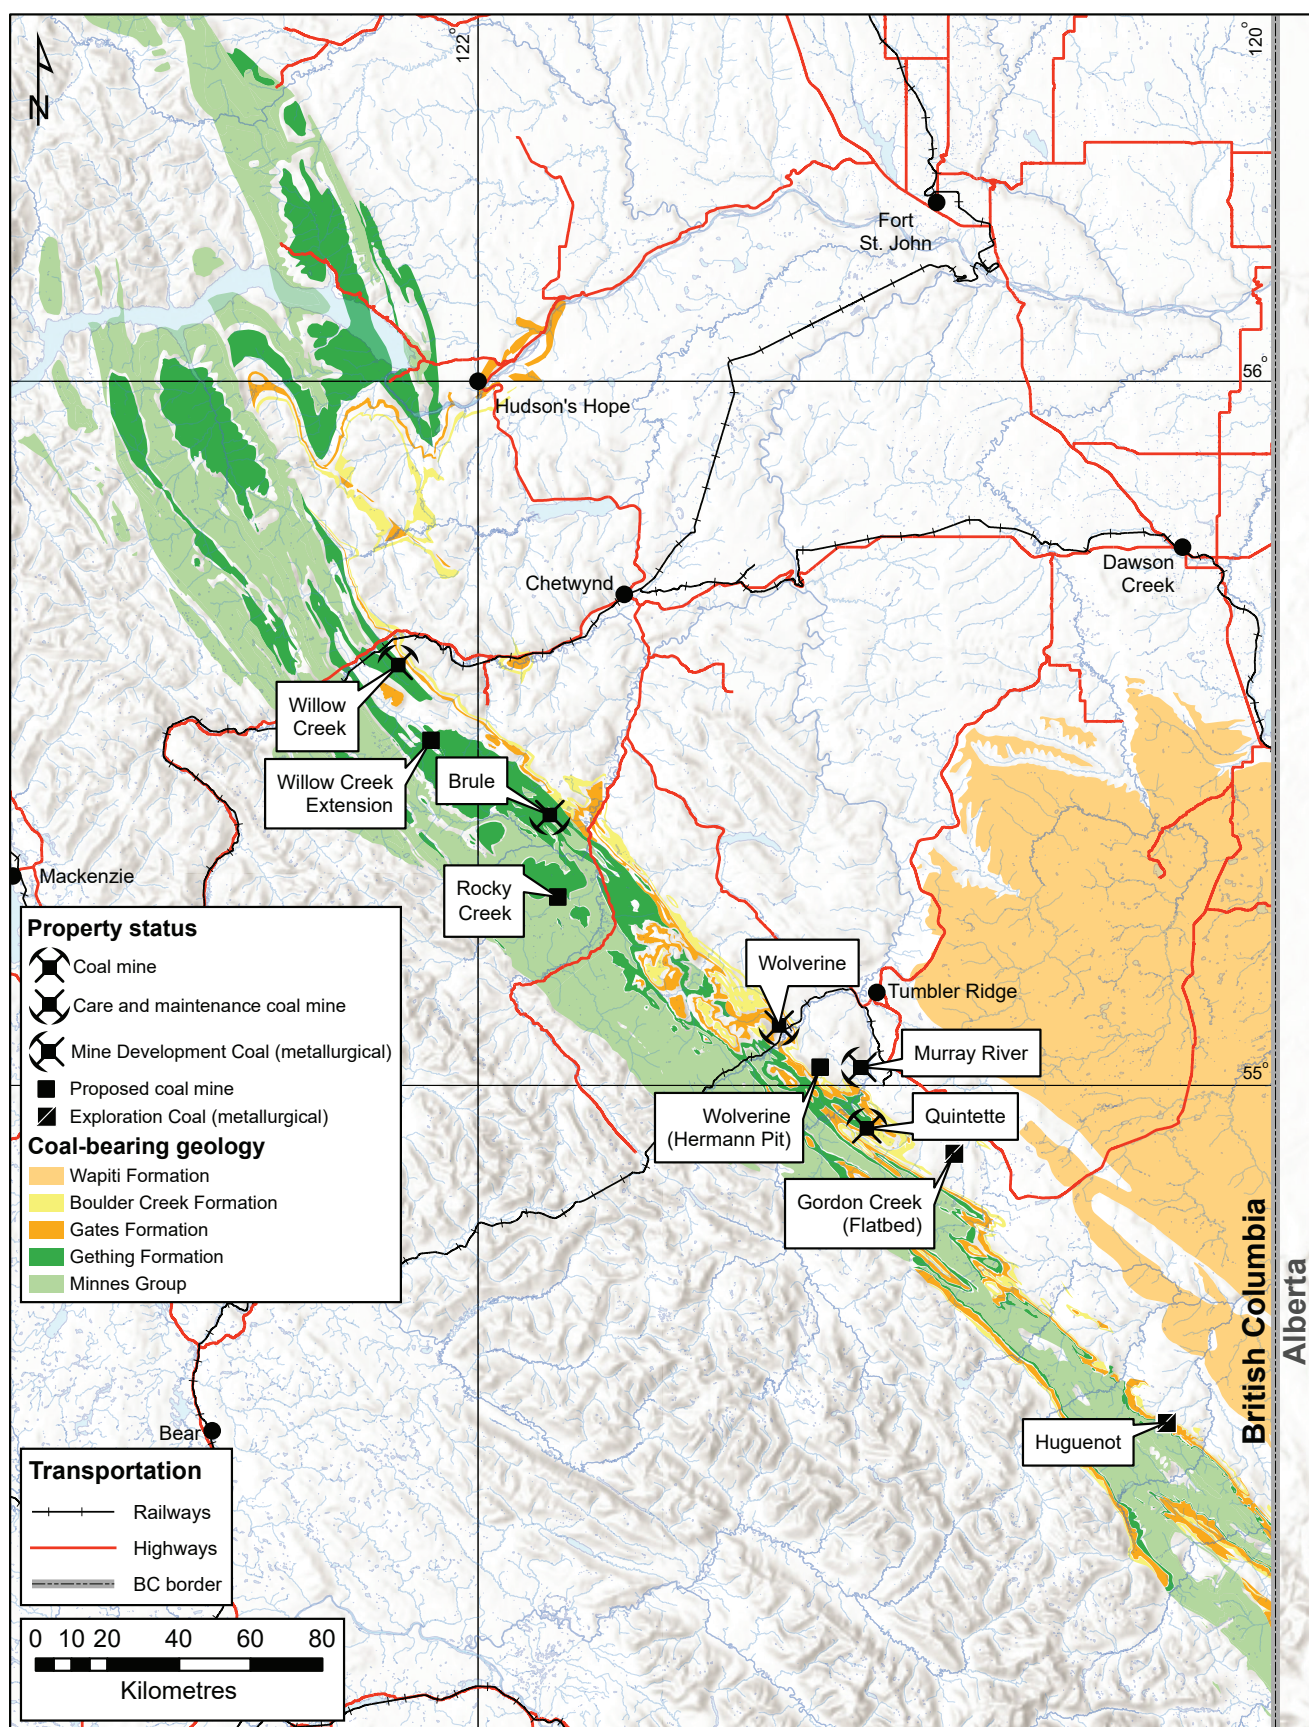 N
122°
120°
Fort
St. John
56°
Hudson's Hope
Chetwynd
Dawson
Creek
Willow
Creek
Willow Creek
Extension
Brule
Mackenzie
Rocky
Creek
Property status
Coal mine
Care and maintenance coal mine
Mine Development Coal (metallurgical)
Proposed coal mine
Exploration Coal (metallurgical)
Coal-bearing geology
Wapiti Formation
Boulder Creek Formation
Gates Formation
Gething Formation
Minnes Group
Wolverine
Tumbler Ridge
Murray River
55°
Wolverine
(Hermann Pit)
Quintette
Gordon Creek
(Flatbed)
British Columbia
Alberta
Huguenot
Bear
Transportation
Railways
Highways
BC border
0 10 20 40 60 80
Kilometres